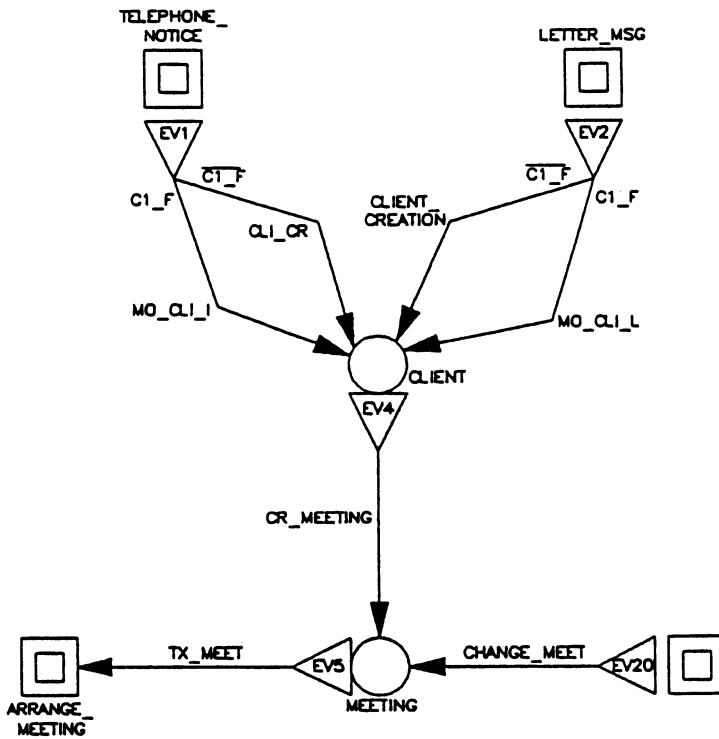 TELEPHONE_
NOTICE
LETTER_MSG
EV1
EV2
C1_F
C1_F
C1_F
C1_F
CLIENT_
CREATION
CLI_CR
MO_CLI_I
MO_CLI_L
CLIENT
EV4
CR_MEETING
TX_MEET
CHANGE_MEET
EV5
EV20
MEETING
ARRANGE_
MEETING